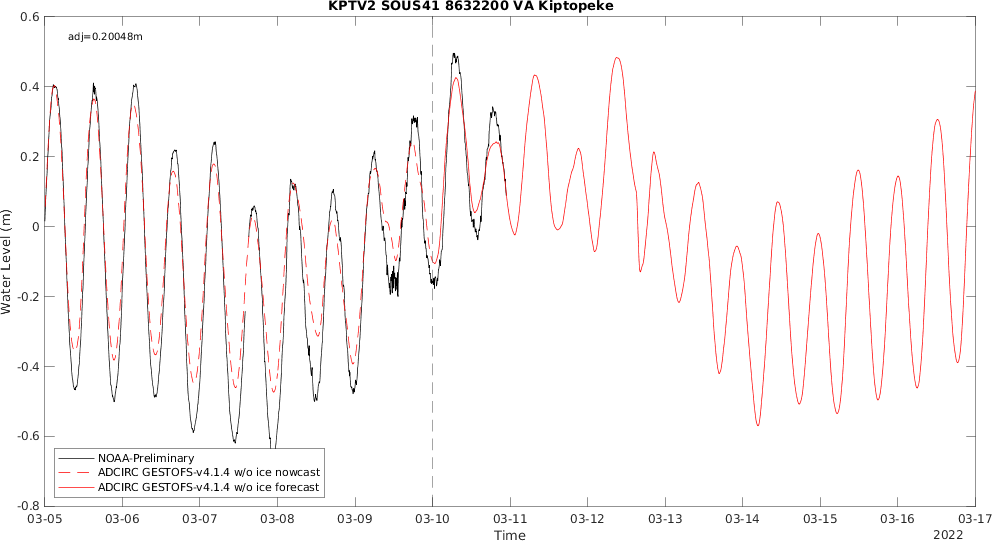 KPTV2 SOUS41 8632200 VA Kiptopeke
adj=0.20048m
0.6
0.4
0.2
0
-0.2
-0.4
-0.6
-0.8
Water Level (m)
NOAA-Preliminary
ADCIRC GESTOFS-v4.1.4 w/o ice nowcast
ADCIRC GESTOFS-v4.1.4 w/o ice forecast
03-05 03-06 03-07 03-08 03-09 03-10 03-11 03-12 03-13 03-14 03-15 03-16 03-17
Time
2022